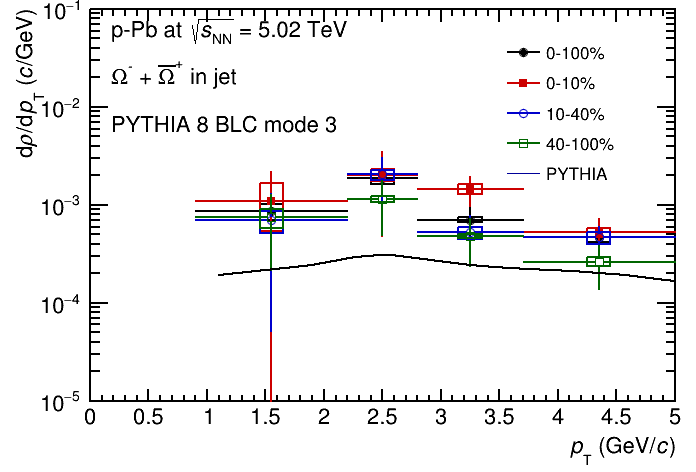 dρ/dp_T (c/GeV)
10⁻¹
10⁻²
10⁻³
10⁻⁴
10⁻⁵
p-Pb at √s_NN = 5.02 TeV
Ω⁻ + Ω̅⁺ in jet
PYTHIA 8 BLC mode 3
0-100%
0-10%
10-40%
40-100%
PYTHIA
0 0.5 1 1.5 2 2.5 3 3.5 4 4.5 5
p_T (GeV/c)